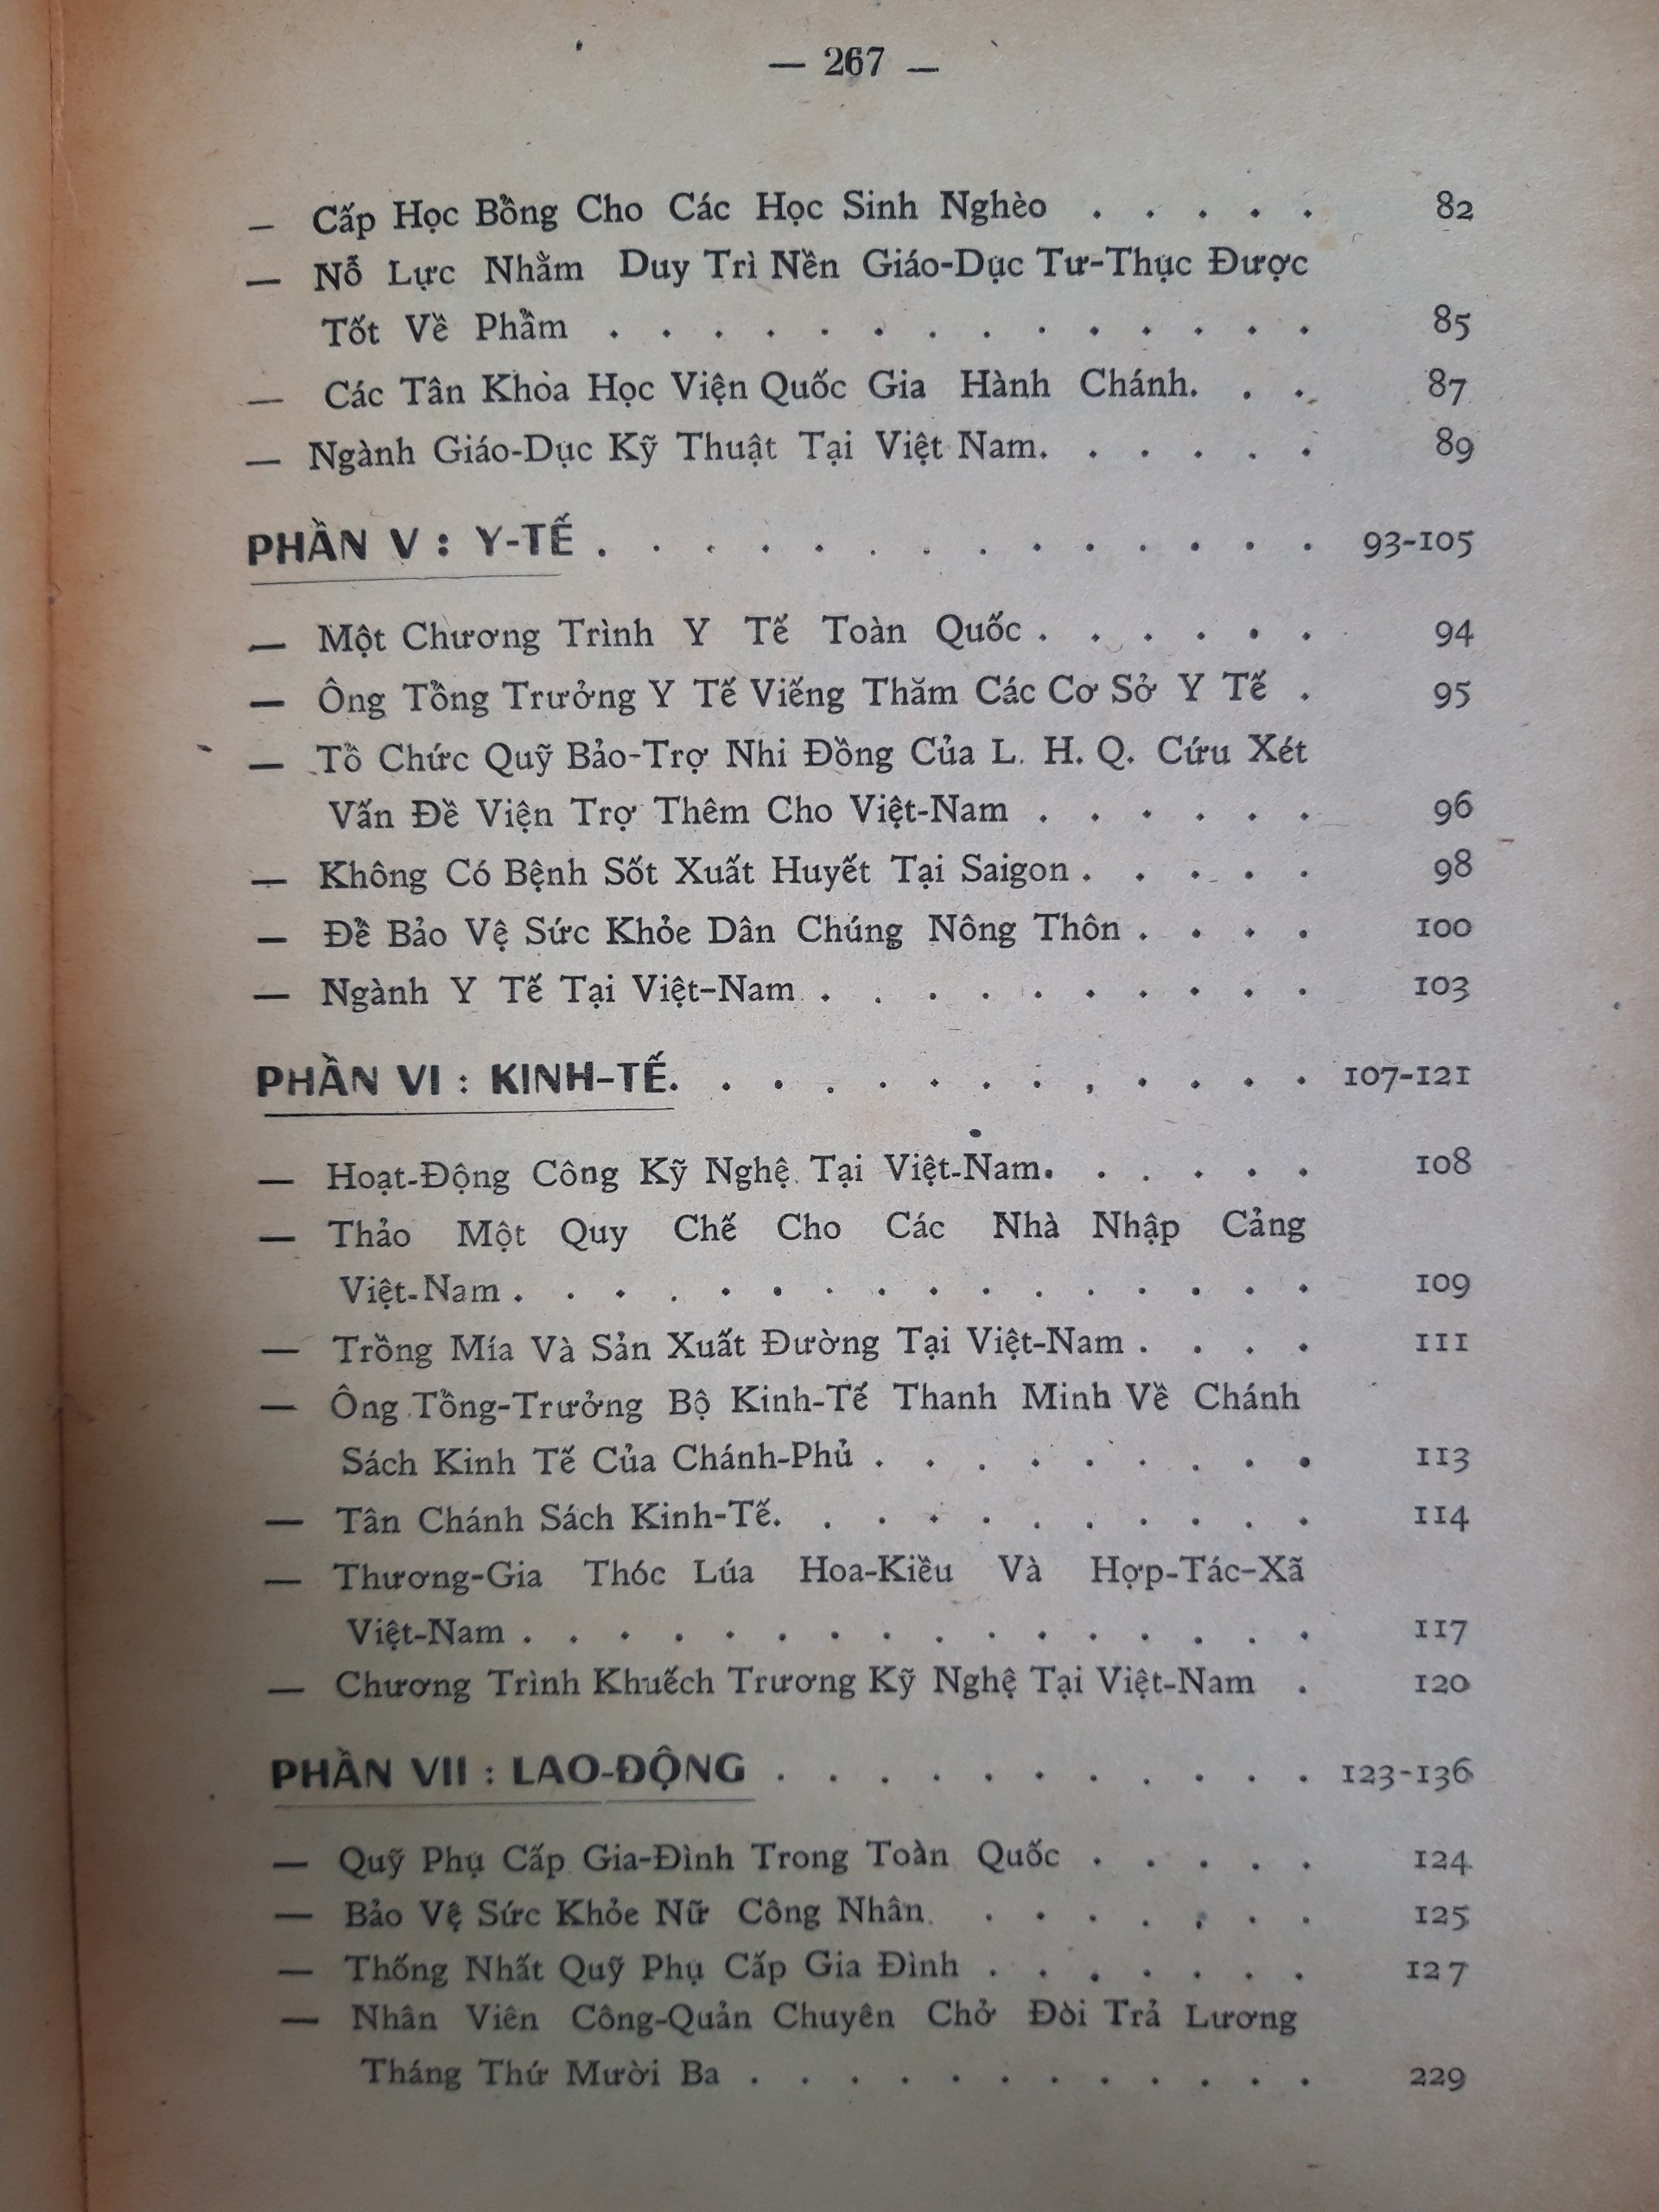 — 267 —
— Cấp Học Bổng Cho Các Học Sinh Nghèo . . . . . 82
— Nỗ Lực Nhằm Duy Trì Nền Giáo-Dục Tư-Thục Được
Tốt Về Phẩm . . . . . . . . . . . . . . 85
— Các Tân Khoa Học Viện Quốc Gia Hành Chánh. . . 87
— Ngành Giáo-Dục Kỹ Thuật Tại Việt Nam. . . . . . 89
PHẦN V : Y-TẾ . . . . . . . . . . . . . . 93-105
— Một Chương Trình Y Tế Toàn Quốc . . . . . . 94
— Ông Tổng Trưởng Y Tế Viếng Thăm Các Cơ Sở Y Tế . 95
— Tổ Chức Quỹ Bảo-Trợ Nhi Đồng Của L. H. Q. Cứu Xét
Vấn Đề Viện Trợ Thêm Cho Việt-Nam . . . . . . 96
— Không Có Bệnh Sốt Xuất Huyết Tại Saigon . . . . . 98
— Để Bảo Vệ Sức Khỏe Dân Chúng Nông Thôn . . . . 100
— Ngành Y Tế Tại Việt-Nam . . . . . . . . . . 103
PHẦN VI : KINH-TẾ. . . . . . . . . . . . . 107-121
— Hoạt-Động Công Kỹ Nghệ Tại Việt-Nam. . . . . . 108
— Thảo Một Quy Chế Cho Các Nhà Nhập Cảng
Việt-Nam . . . . . . . . . . . . . . . . 109
— Trồng Mía Và Sản Xuất Đường Tại Việt-Nam . . . . 111
— Ông Tổng-Trưởng Bộ Kinh-Tế Thanh Minh Về Chánh
Sách Kinh Tế Của Chánh-Phủ . . . . . . . . . 113
— Tân Chánh Sách Kinh-Tế. . . . . . . . . . . 114
— Thương-Gia Thóc Lúa Hoa-Kiều Và Hợp-Tác-Xã
Việt-Nam . . . . . . . . . . . . . . . . 117
— Chương Trình Khuếch Trương Kỹ Nghệ Tại Việt-Nam . 120
PHẦN VII : LAO-ĐỘNG . . . . . . . . . . . 123-136
— Quỹ Phụ Cấp Gia-Đình Trong Toàn Quốc . . . . . 124
— Bảo Vệ Sức Khỏe Nữ Công Nhân . . . . . . . 125
— Thống Nhất Quỹ Phụ Cấp Gia Đình . . . . . . . 127
— Nhân Viên Công-Quản Chuyên Chở Đòi Trả Lương
Tháng Thứ Mười Ba . . . . . . . . . . . . 229